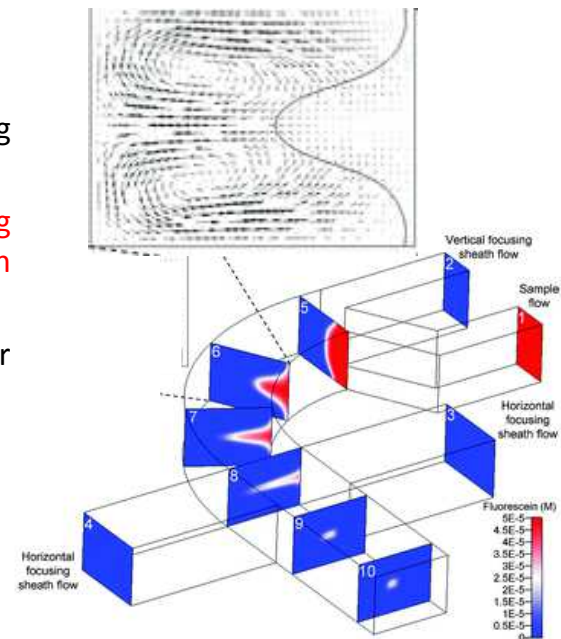 g
g
n
r
Vertical focusing
sheath flow
2
Sample
flow
1
5
6
Horizontal
focusing
sheath flow
3
7
8
4
9
10
Horizontal
focusing
sheath flow
Fluorescein (M)
5E-5
4.5E-5
4E-5
3.5E-5
3E-5
2.5E-5
2E-5
1.5E-5
1E-5
0.5E-5
0